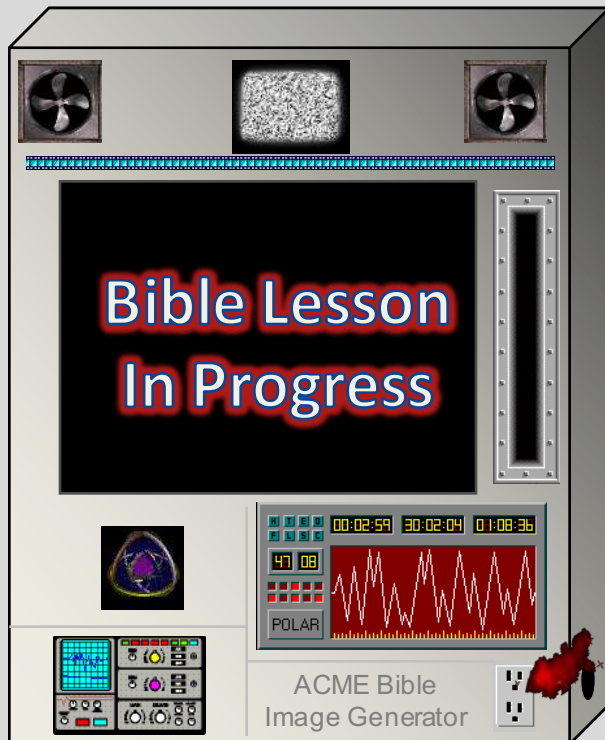 Bible Lesson
In Progress
H T E D
F L S C
00:02:59 30:02:04 01:08:36
47 08
POLAR
ACME Bible
Image Generator